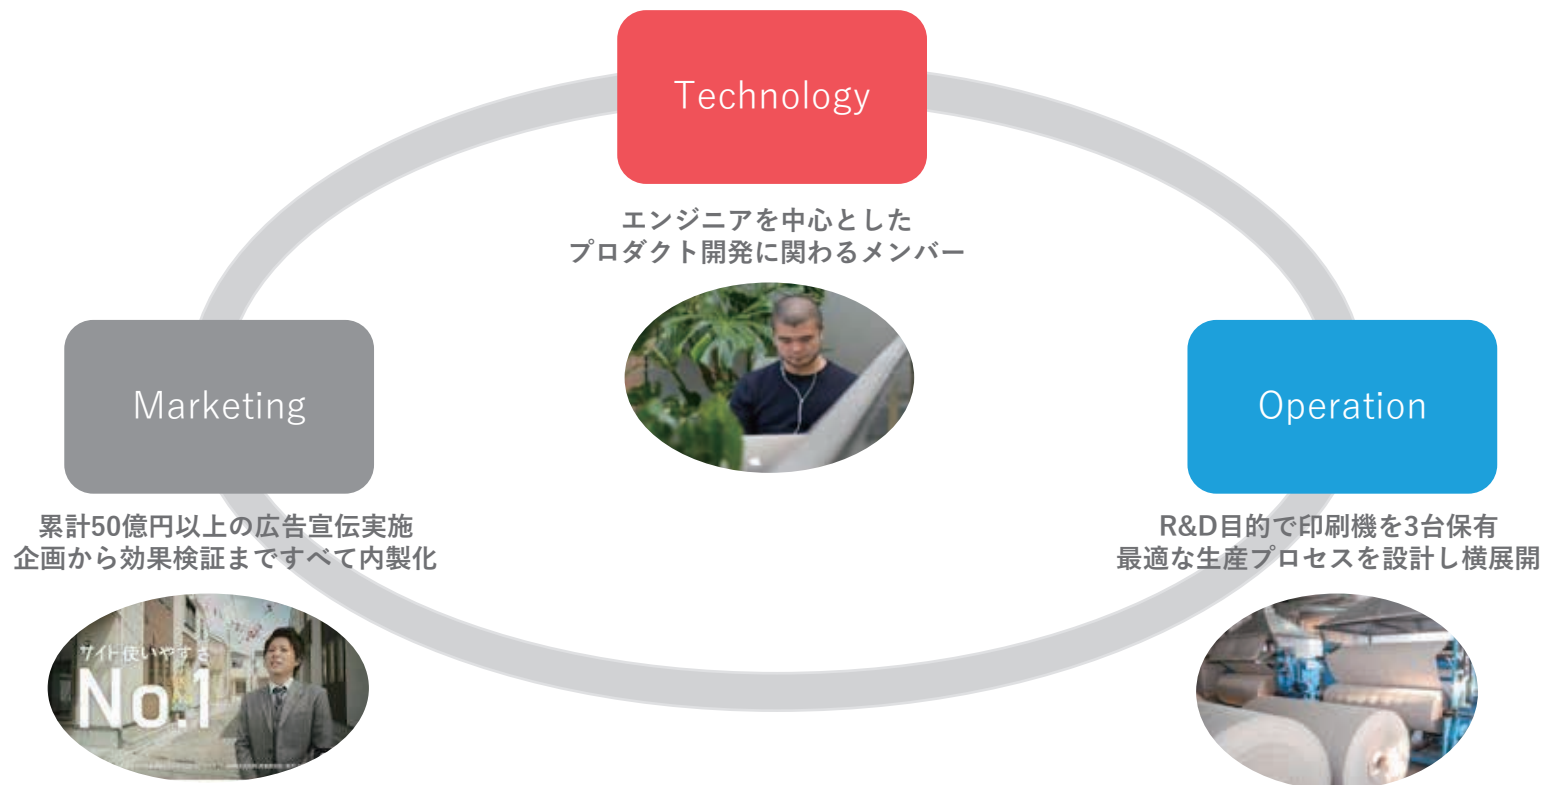 Technology
エンジニアを中心とした
プロダクト開発に関わるメンバー
Marketing
累計50億円以上の広告宣伝実施
企画から効果検証まですべて内製化
サイト使いやすさ
No.1
Operation
R&D目的で印刷機を3台保有
最適な生産プロセスを設計し横展開